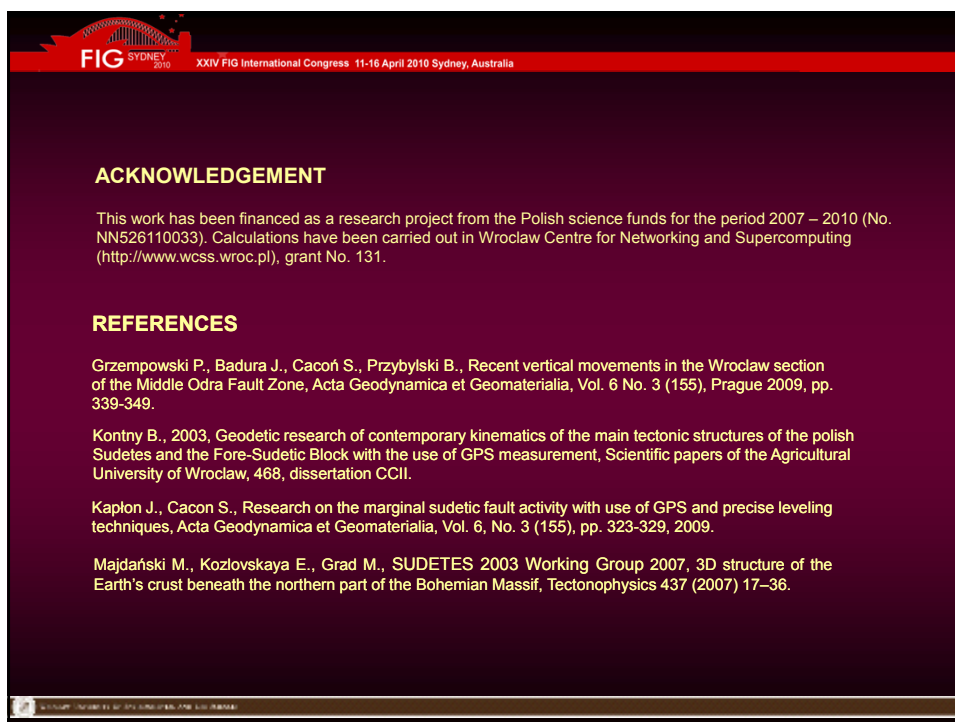 FIG SYDNEY
2010
XXIV FIG International Congress 11-16 April 2010 Sydney, Australia
ACKNOWLEDGEMENT
This work has been financed as a research project from the Polish science funds for the period 2007 – 2010 (No.
NN526110033). Calculations have been carried out in Wroclaw Centre for Networking and Supercomputing
(http://www.wcss.wroc.pl), grant No. 131.
REFERENCES
Grzempowski P., Badura J., Cacoń S., Przybylski B., Recent vertical movements in the Wroclaw section
of the Middle Odra Fault Zone, Acta Geodynamica et Geomaterialia, Vol. 6 No. 3 (155), Prague 2009, pp.
339-349.
Kontny B., 2003, Geodetic research of contemporary kinematics of the main tectonic structures of the polish
Sudetes and the Fore-Sudetic Block with the use of GPS measurement, Scientific papers of the Agricultural
University of Wroclaw, 468, dissertation CCII.
Kapłon J., Cacon S., Research on the marginal sudetic fault activity with use of GPS and precise leveling
techniques, Acta Geodynamica et Geomaterialia, Vol. 6, No. 3 (155), pp. 323-329, 2009.
Majdański M., Kozlovskaya E., Grad M., SUDETES 2003 Working Group 2007, 3D structure of the
Earth's crust beneath the northern part of the Bohemian Massif, Tectonophysics 437 (2007) 17–36.